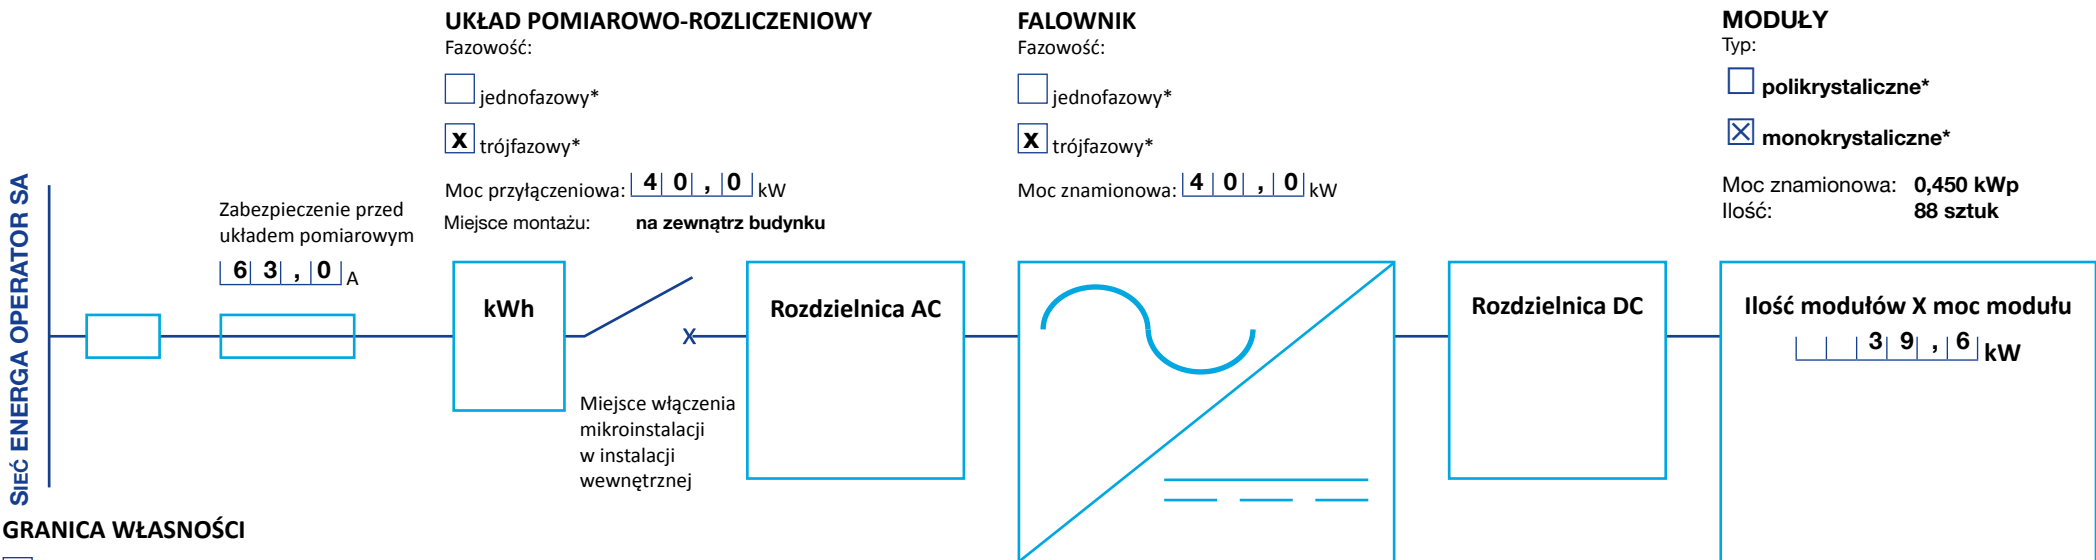 SIEĆ ENERGA OPERATOR SA
Zabezpieczenie przed
układem pomiarowym
63,0 A
UKŁAD POMIAROWO-ROZLICZENIOWY
Fazowość:
jednofazowy*
x trójfazowy*
Moc przyłączeniowa: 40,0 kW
Miejsce montażu: na zewnątrz budynku
kWh
x
Miejsce włączenia
mikroinstalacji
w instalacji
wewnętrznej
Rozdzielnica AC
FALOWNIK
Fazowość:
jednofazowy*
x trójfazowy*
Moc znamionowa: 40,0 kW
Rozdzielnica DC
MODUŁY
Typ:
polikrystaliczne*
☒ monokrystaliczne*
Moc znamionowa: 0,450 kWp
Ilość: 88 sztuk
Ilość modułów X moc modułu
39,6 kW
GRANICA WŁASNOŚCI